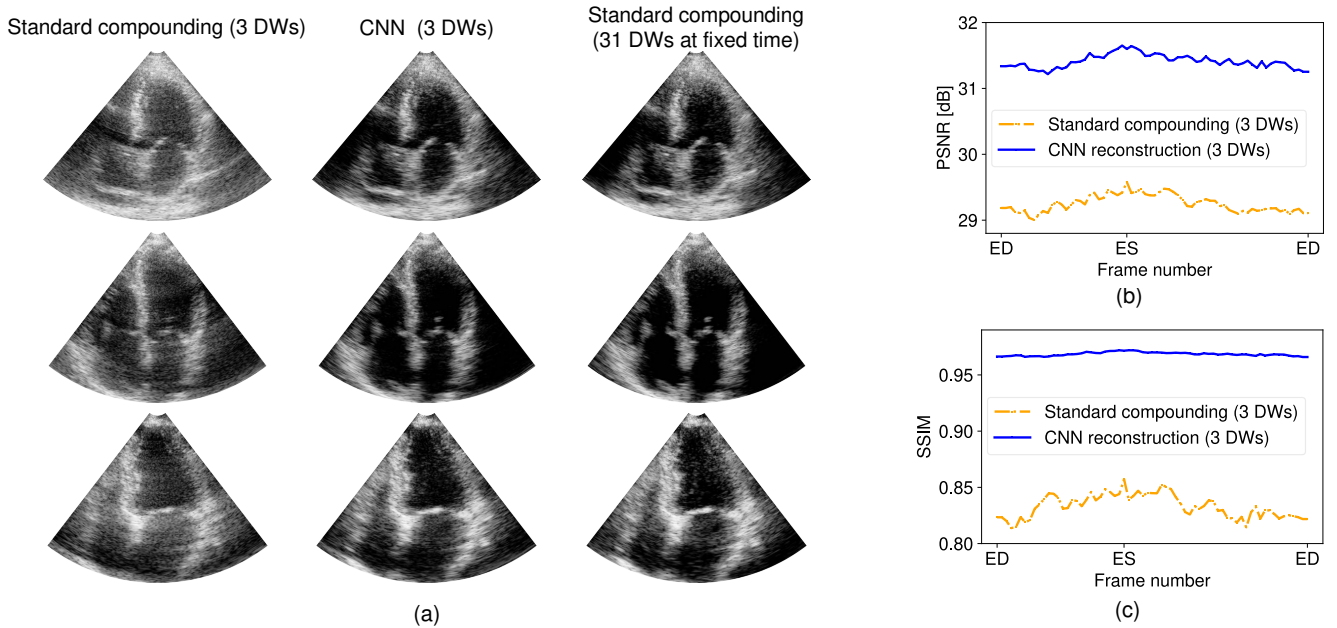 Standard compounding (3 DWs)
CNN (3 DWs)
Standard compounding
(31 DWs at fixed time)
(a)
32
31
30
29
PSNR [dB]
Standard compounding (3 DWs)
CNN reconstruction (3 DWs)
ED
ES
ED
Frame number
(b)
0.95
0.90
0.85
0.80
SSIM
Standard compounding (3 DWs)
CNN reconstruction (3 DWs)
ED
ES
ED
Frame number
(c)